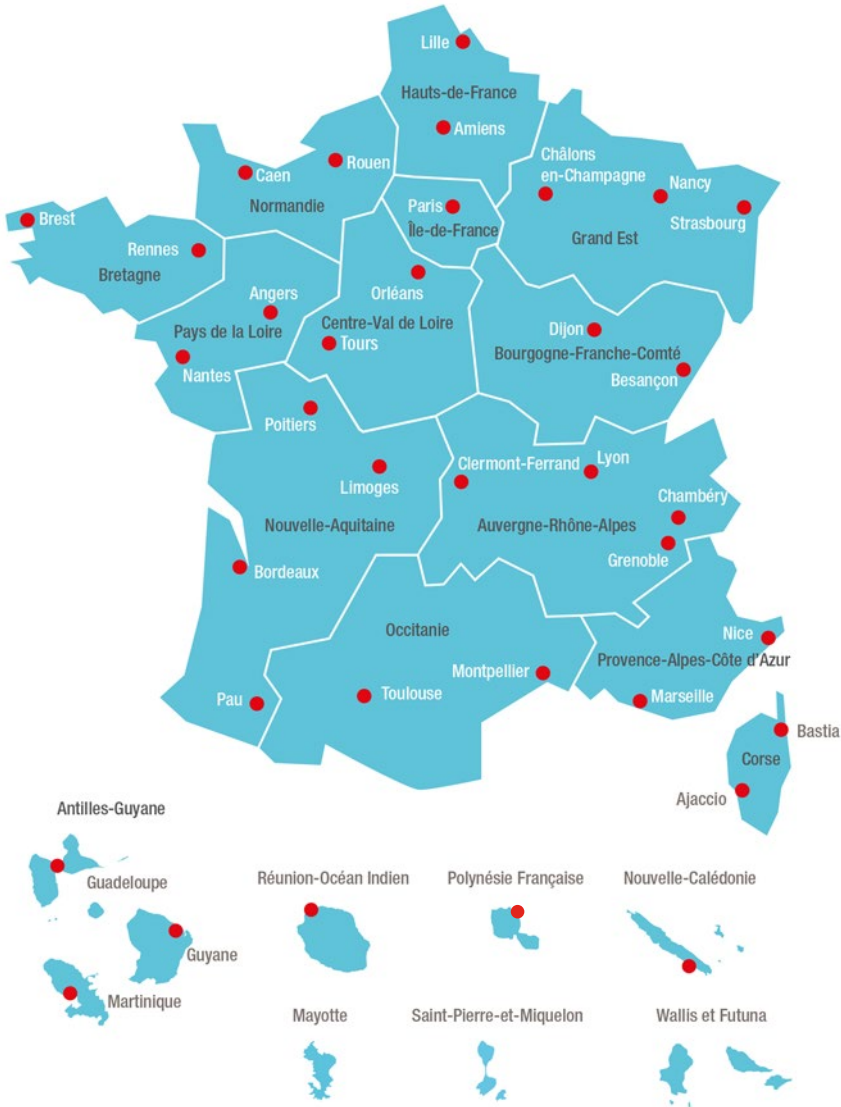 Lille
Hauts-de-France
Amiens
Rouen
Caen
Normandie
Châlons
en-Champagne
Nancy
Strasbourg
Grand Est
Paris
Île-de-France
Brest
Rennes
Bretagne
Angers
Pays de la Loire
Nantes
Orléans
Centre-Val de Loire
Tours
Dijon
Bourgogne-Franche-Comté
Besançon
Poitiers
Limoges
Nouvelle-Aquitaine
Bordeaux
Pau
Clermont-Ferrand
Lyon
Chambéry
Auvergne-Rhône-Alpes
Grenoble
Occitanie
Montpellier
Toulouse
Nice
Provence-Alpes-Côte d'Azur
Marseille
Bastia
Corse
Ajaccio
Antilles-Guyane
Guadeloupe
Guyane
Martinique
Réunion-Océan Indien
Polynésie Française
Nouvelle-Calédonie
Mayotte
Saint-Pierre-et-Miquelon
Wallis et Futuna